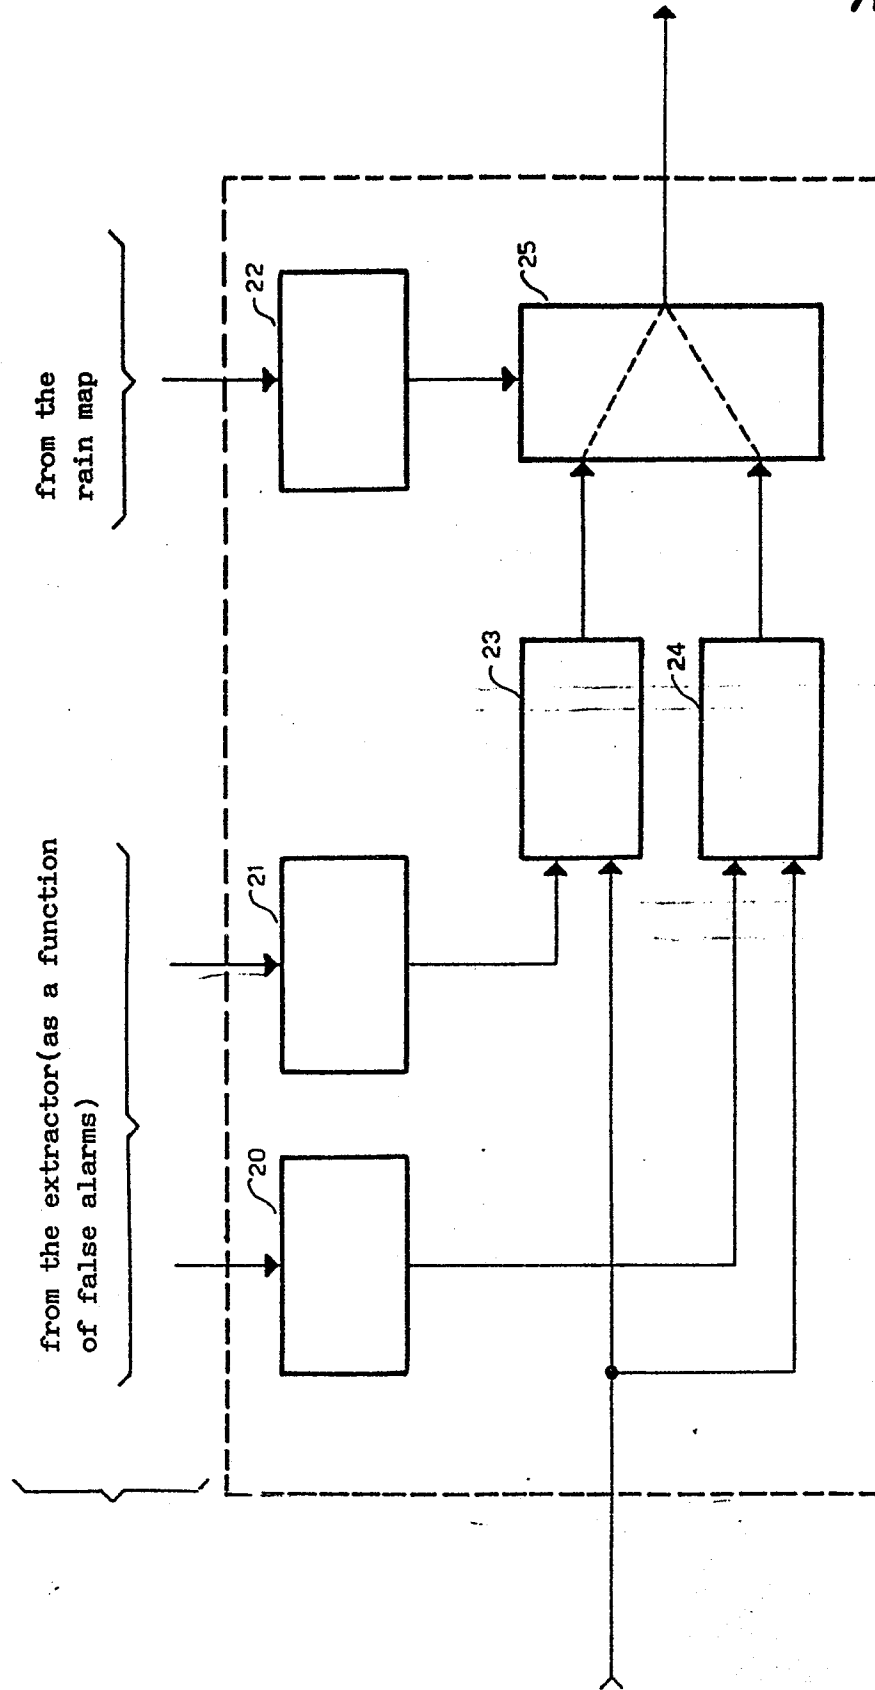 from the extractor(as a function
of false alarms)
from the
rain map
20
21
22
23
24
25